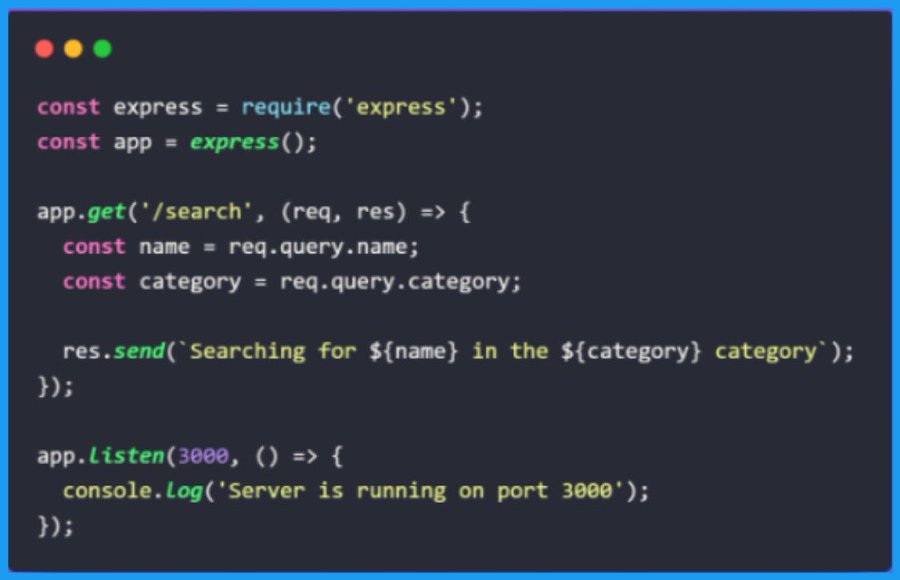 const express = require('express');
const app = express();
app.get('/search', (req, res) => {
  const name = req.query.name;
  const category = req.query.category;
  res.send(`Searching for ${name} in the ${category} category`);
});
app.listen(3000, () => {
  console.log('Server is running on port 3000');
});